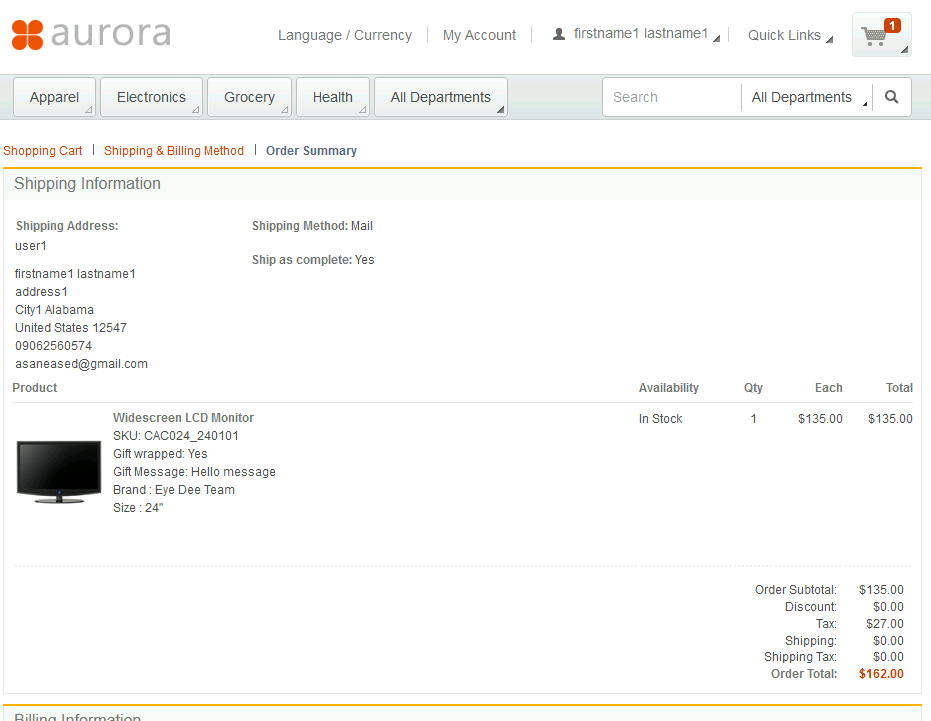 aurora
Language / Currency
My Account
firstname1 lastname1
Quick Links
1
Apparel
Electronics
Grocery
Health
All Departments
Search
All Departments
Shopping Cart
Shipping & Billing Method
Order Summary
Shipping Information
Shipping Address:
user1
firstname1 lastname1
address1
City1 Alabama
United States 12547
09062560574
asaneased@gmail.com
Shipping Method: Mail
Ship as complete: Yes
Product Availability Qty Each Total
Widescreen LCD Monitor In Stock 1 $135.00 $135.00
SKU: CAC024_240101
Gift wrapped: Yes
Gift Message: Hello message
Brand : Eye Dee Team
Size : 24"
Order Subtotal: $135.00
Discount: $0.00
Tax: $27.00
Shipping: $0.00
Shipping Tax: $0.00
Order Total: $162.00
Billing Information